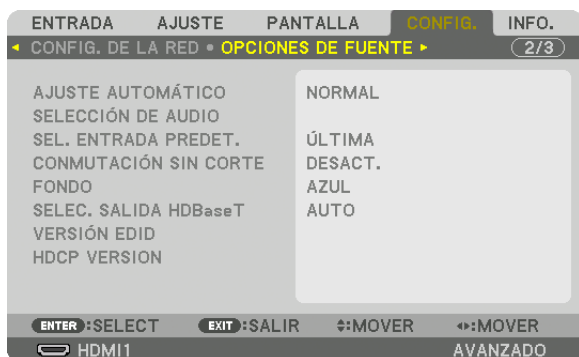 ENTRADA AJUSTE PANTALLA CONFIG. INFO.
CONFIG. DE LA RED • OPCIONES DE FUENTE 2/3
AJUSTE AUTOMÁTICO NORMAL
SELECCIÓN DE AUDIO
SEL. ENTRADA PREDET. ÚLTIMA
CONMUTACIÓN SIN CORTE DESACT.
FONDO AZUL
SELEC. SALIDA HDBaseT AUTO
VERSIÓN EDID
HDCP VERSION
ENTER :SELECT EXIT :SALIR :MOVER :MOVER
HDMI1 AVANZADO